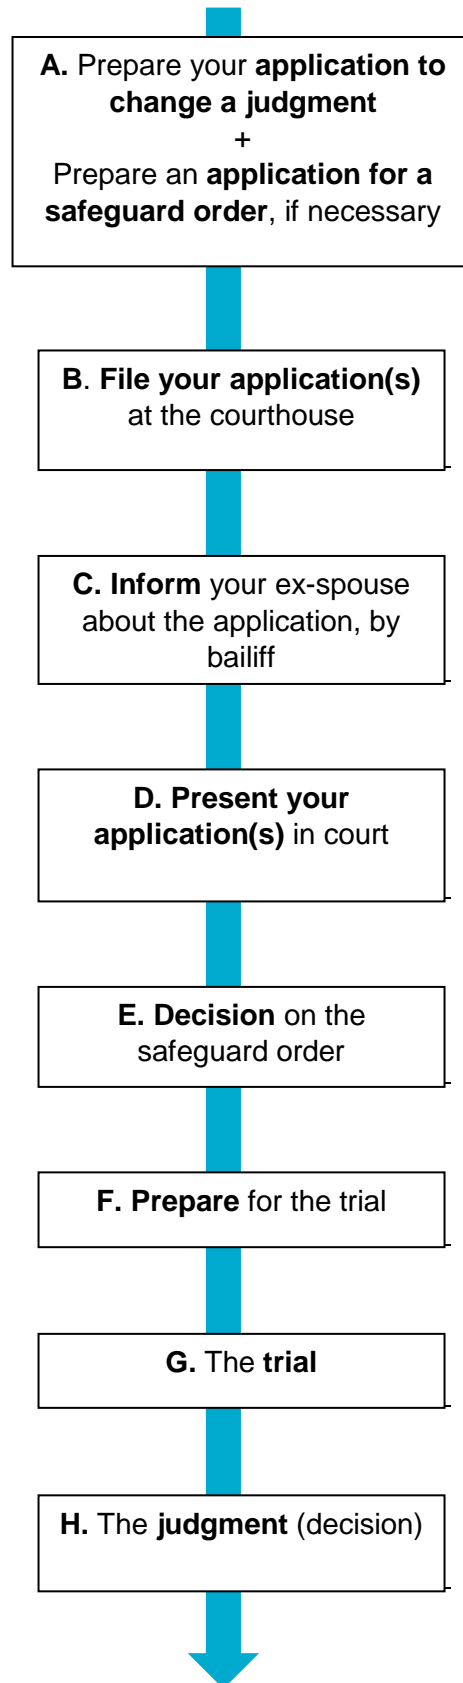 A. Prepare your application to
change a judgment
+
Prepare an application for a
safeguard order, if necessary
B. File your application(s)
at the courthouse
C. Inform your ex-spouse
about the application, by
bailiff
D. Present your
application(s) in court
E. Decision on the
safeguard order
F. Prepare for the trial
G. The trial
H. The judgment (decision)